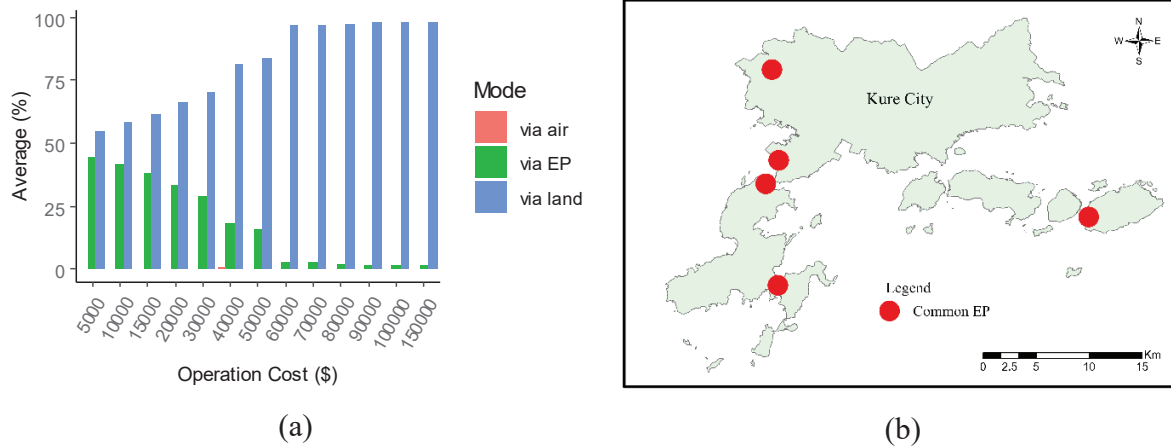 100
75
50
25
0
Average (%)
5000
10000
15000
20000
30000
40000
50000
60000
70000
80000
90000
100000
150000
Operation Cost ($)
Mode
via air
via EP
via land
(a)
N
W E
S
Kure City
Legend
Common EP
Km
0 2.5 5 10 15
(b)